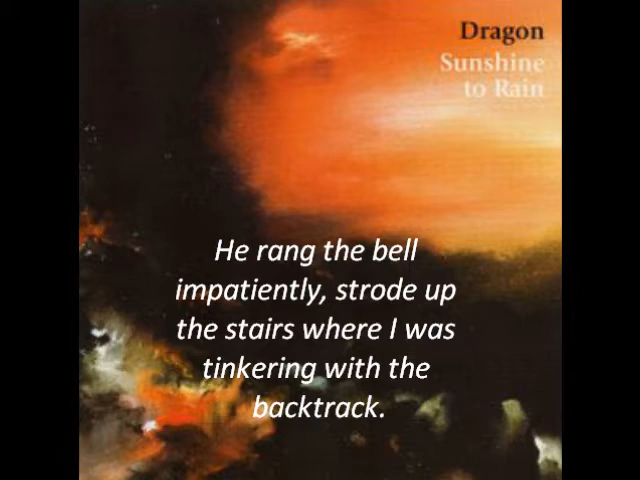 Dragon
Sunshine
to Rain
He rang the bell
impatiently, strode up
the stairs where I was
tinkering with the
backtrack.